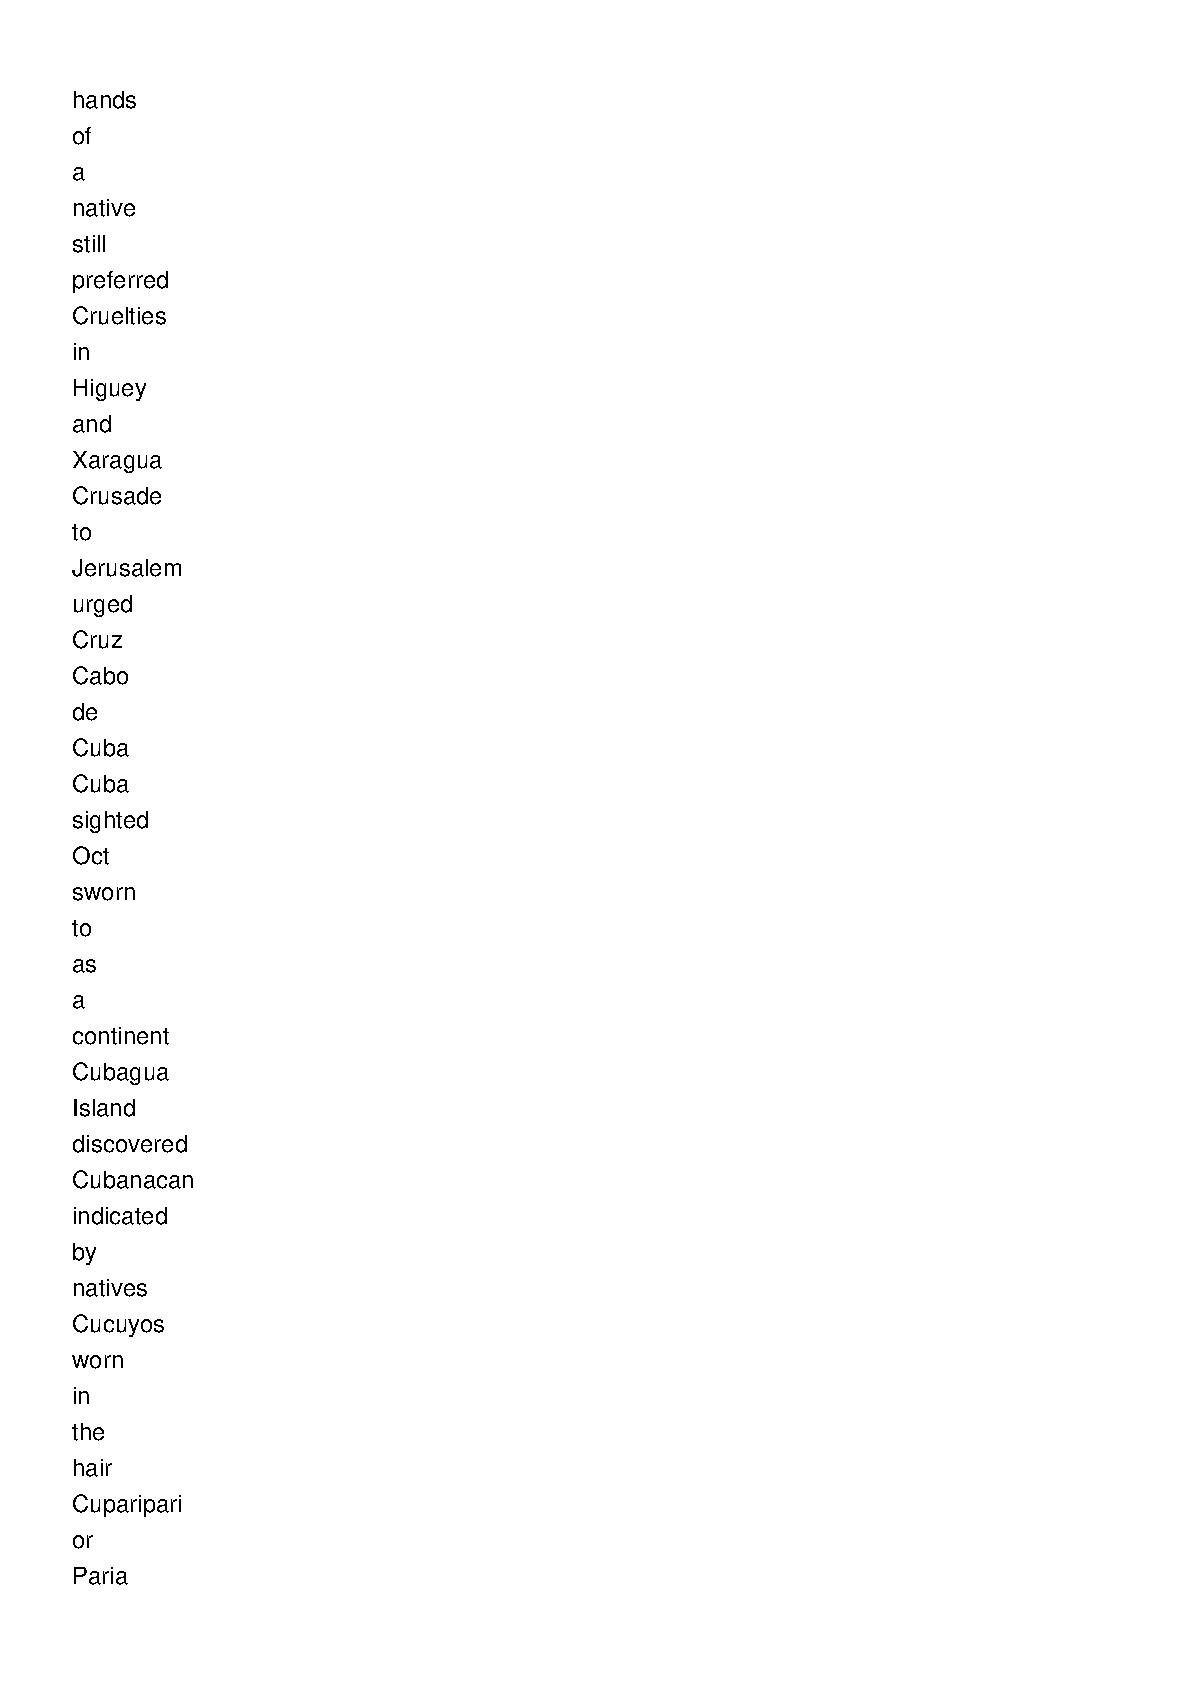 hands
of
a
native
still
preferred
Cruelties
in
Higuey
and
Xaragua
Crusade
to
Jerusalem
urged
Cruz
Cabo
de
Cuba
Cuba
sighted
Oct
sworn
to
as
a
continent
Cubagua
Island
discovered
Cubanacan
indicated
by
natives
Cucuyos
worn
in
the
hair
Cuparipari
or
Paria